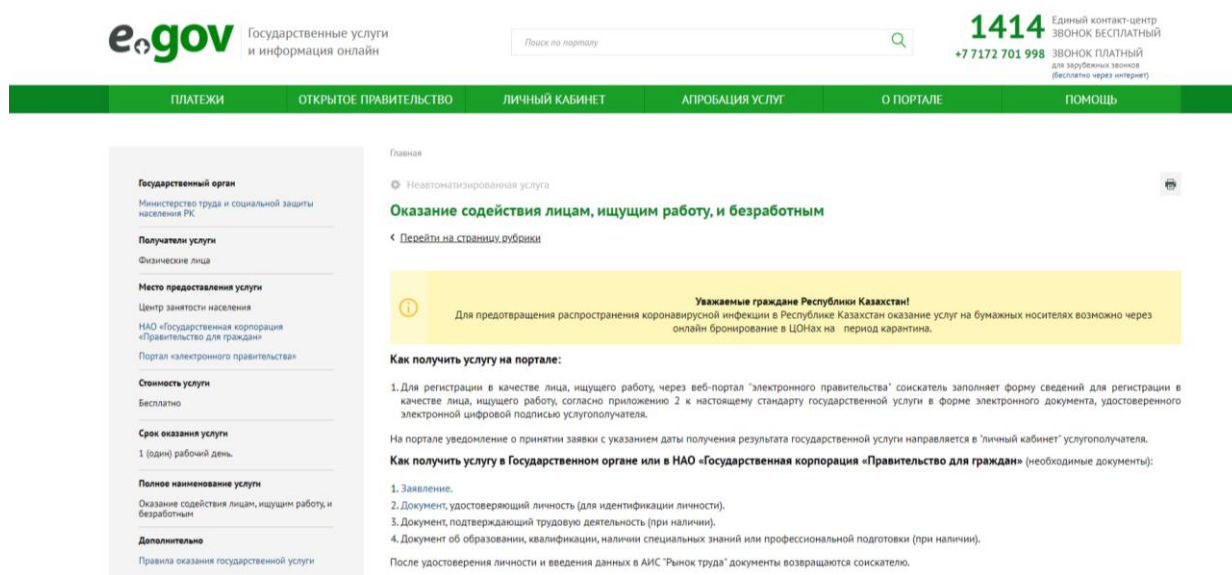 e.gov
Государственные услуги
и информация онлайн
Поиск по порталу
1414
Единый контакт-центр
ЗВОНОК БЕСПЛАТНЫЙ
+7 7172 701 998
ЗВОНОК ПЛАТНЫЙ
для зарубежных звонков
(бесплатно через интернет)
ПЛАТЕЖИ ОТКРЫТОЕ ПРАВИТЕЛЬСТВО ЛИЧНЫЙ КАБИНЕТ АПРОБАЦИЯ УСЛУГ О ПОРТАЛЕ ПОМОЩЬ
Государственный орган
Министерство труда и социальной защиты
населения РК
Получатели услуги
Физические лица
Место предоставления услуги
Центр занятости населения
НАО «Государственная корпорация
«Правительство для граждан»
Портал «электронного правительства»
Стоимость услуги
Бесплатно
Срок оказания услуги
1 (один) рабочий день.
Полное наименование услуги
Оказание содействия лицам, ищущим работу, и
безработным
Дополнительно
Правила оказания государственной услуги
Главная
Неавтоматизированная услуга
Оказание содействия лицам, ищущим работу, и безработным
Перейти на страницу рубрики
Уважаемые граждане Республики Казахстан!
Для предотвращения распространения коронавирусной инфекции в Республике Казахстан оказание услуг на бумажных носителях возможно через
онлайн бронирование в ЦОНах на период карантина.
Как получить услугу на портале:
1. Для регистрации в качестве лица, ищущего работу, через веб-портал "электронного правительства" соискатель заполняет форму сведений для регистрации в
качестве лица, ищущего работу, согласно приложению 2 к настоящему стандарту государственной услуги в форме электронного документа, удостоверенного
электронной цифровой подписью услугополучателя.
На портале уведомление о принятии заявки с указанием даты получения результата государственной услуги направляется в "личный кабинет" услугополучателя.
Как получить услугу в Государственном органе или в НАО «Государственная корпорация «Правительство для граждан» (необходимые документы):
1. Заявление.
2. Документ, удостоверяющий личность (для идентификации личности).
3. Документ, подтверждающий трудовую деятельность (при наличии).
4. Документ об образовании, квалификации, наличии специальных знаний или профессиональной подготовки (при наличии).
После удостоверения личности и введения данных в АИС "Рынок труда" документы возвращаются соискателю.